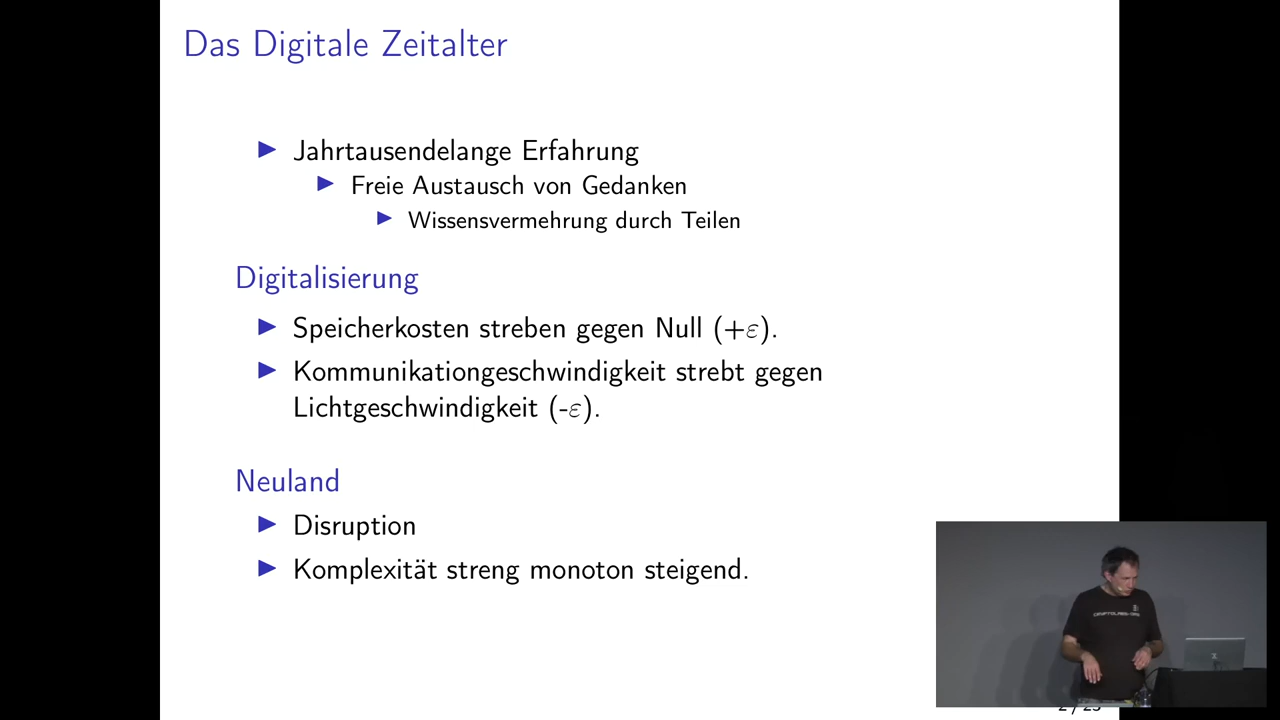 Das Digitale Zeitalter
Jahrtausendelange Erfahrung
Freie Austausch von Gedanken
Wissensvermehrung durch Teilen
Digitalisierung
Speicherkosten streben gegen Null (+ε).
Kommunikationgeschwindigkeit strebt gegen
Lichtgeschwindigkeit (-ε).
Neuland
Disruption
Komplexität streng monoton steigend.